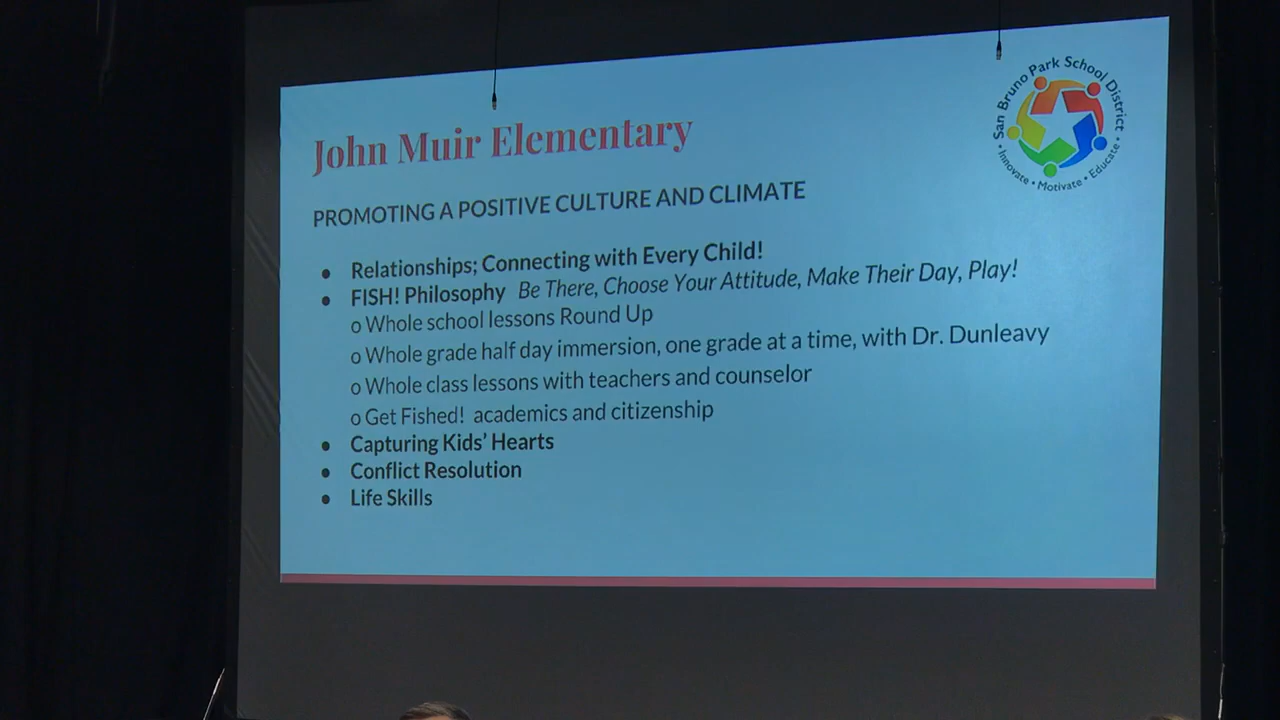 San Bruno Park School District
• Innovate • Motivate • Educate •
John Muir Elementary
PROMOTING A POSITIVE CULTURE AND CLIMATE
● Relationships; Connecting with Every Child!
● FISH! Philosophy Be There, Choose Your Attitude, Make Their Day, Play!
o Whole school lessons Round Up
o Whole grade half day immersion, one grade at a time, with Dr. Dunleavy
o Whole class lessons with teachers and counselor
o Get Fished! academics and citizenship
● Capturing Kids’ Hearts
● Conflict Resolution
● Life Skills